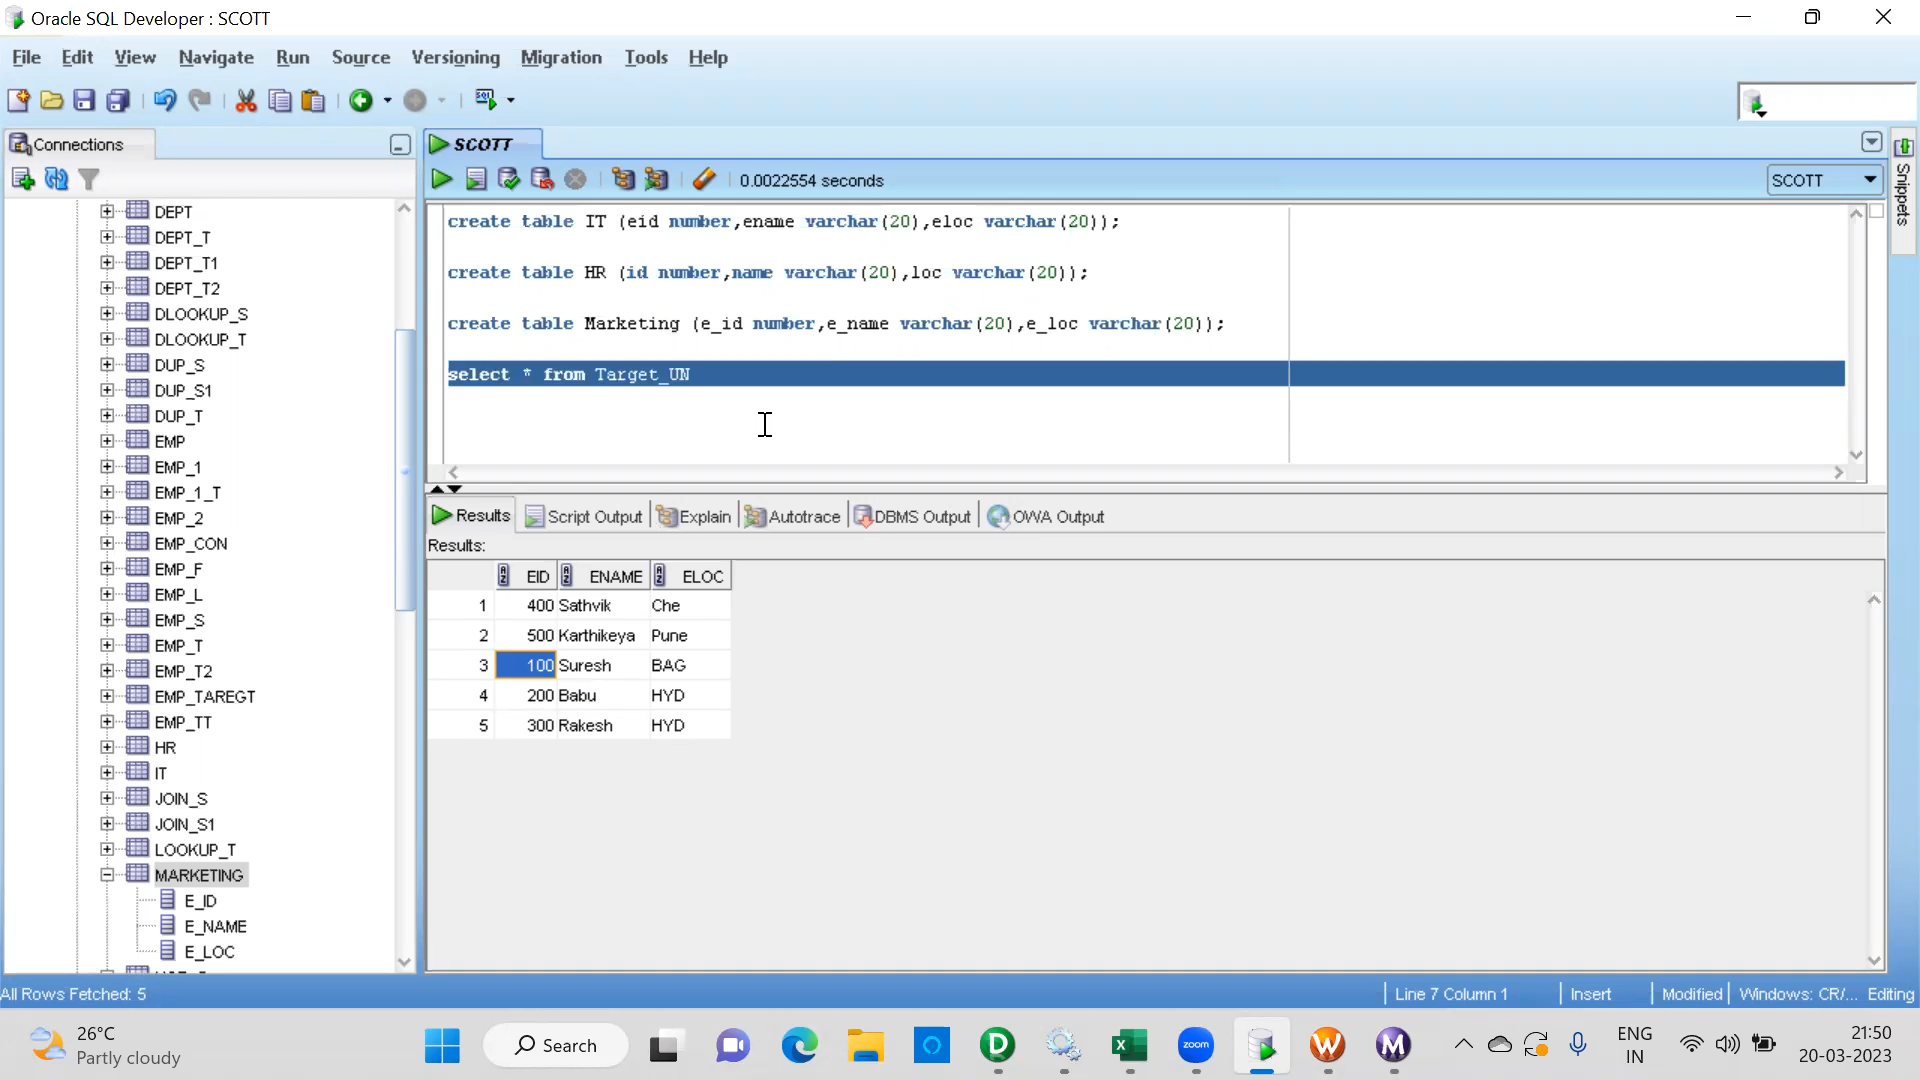 Oracle SQL Developer : SCOTT
File Edit View Navigate Run Source Versioning Migration Tools Help
Connections
DEPT
DEPT_T
DEPT_T1
DEPT_T2
DLOOKUP_S
DLOOKUP_T
DUP_S
DUP_S1
DUP_T
EMP
EMP_1
EMP_1_T
EMP_2
EMP_CON
EMP_F
EMP_L
EMP_S
EMP_T
EMP_T2
EMP_TAREGT
EMP_TT
HR
IT
JOIN_S
JOIN_S1
LOOKUP_T
MARKETING
E_ID
E_NAME
E_LOC
SCOTT
0.0022554 seconds
SCOTT
Snippets
create table IT (eid number,ename varchar(20),eloc varchar(20));
create table HR (id number,name varchar(20),loc varchar(20));
create table Marketing (e_id number,e_name varchar(20),e_loc varchar(20));
select * from Target_UN
Results Script Output Explain Autotrace DBMS Output OWA Output
Results:
EID ENAME ELOC
1 400 Sathvik Che
2 500 Karthikeya Pune
3 100 Suresh BAG
4 200 Babu HYD
5 300 Rakesh HYD
All Rows Fetched: 5
Line 7 Column 1 Insert Modified Windows: CR/... Editing
26°C
Partly cloudy
Search
zoom
ENG
IN
21:50
20-03-2023